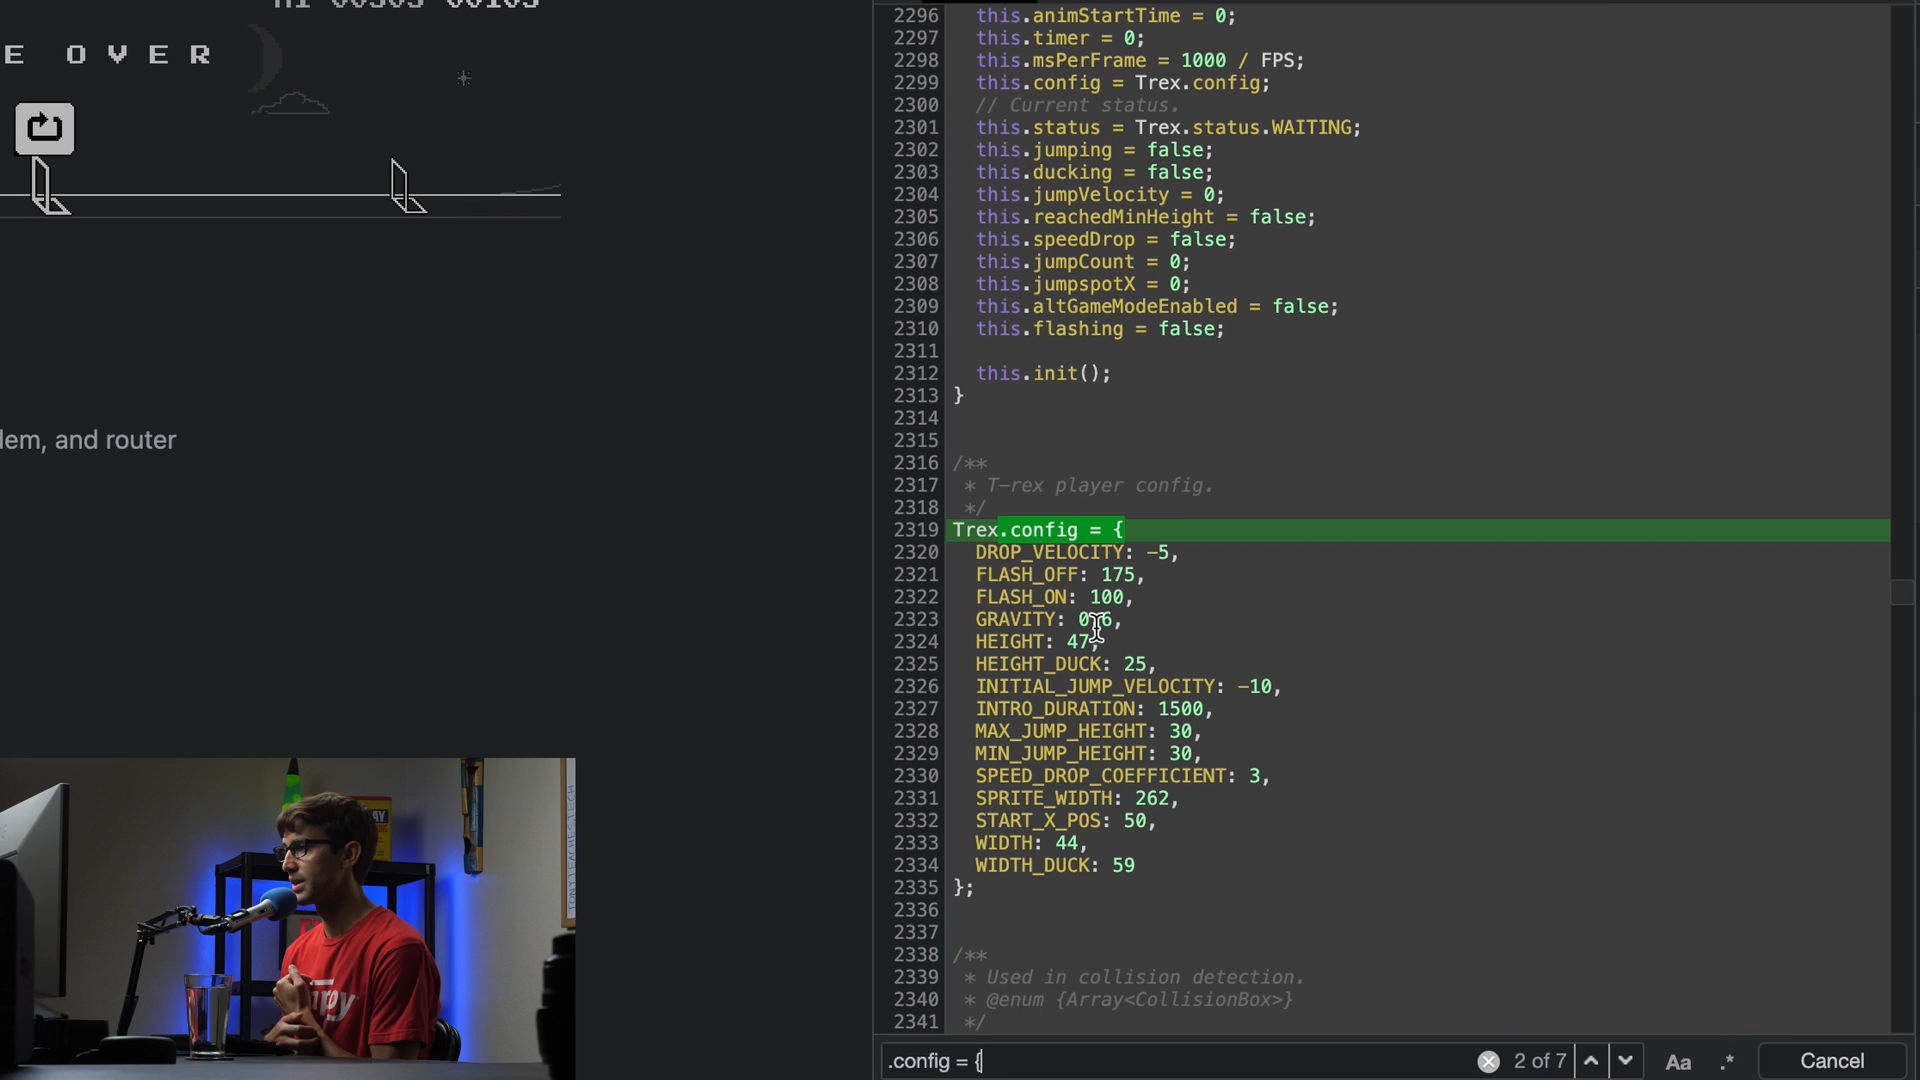 E OVER
lem, and router
2296 this.animStartTime = 0;
2297 this.timer = 0;
2298 this.msPerFrame = 1000 / FPS;
2299 this.config = Trex.config;
2300 // Current status.
2301 this.status = Trex.status.WAITING;
2302 this.jumping = false;
2303 this.ducking = false;
2304 this.jumpVelocity = 0;
2305 this.reachedMinHeight = false;
2306 this.speedDrop = false;
2307 this.jumpCount = 0;
2308 this.jumpspotX = 0;
2309 this.altGameModeEnabled = false;
2310 this.flashing = false;
2311
2312 this.init();
2313 }
2314
2315
2316 /**
2317 * T-rex player config.
2318 */
2319 Trex.config = {
2320 DROP_VELOCITY: -5,
2321 FLASH_OFF: 175,
2322 FLASH_ON: 100,
2323 GRAVITY: 0.6,
2324 HEIGHT: 47,
2325 HEIGHT_DUCK: 25,
2326 INITIAL_JUMP_VELOCITY: -10,
2327 INTRO_DURATION: 1500,
2328 MAX_JUMP_HEIGHT: 30,
2329 MIN_JUMP_HEIGHT: 30,
2330 SPEED_DROP_COEFFICIENT: 3,
2331 SPRITE_WIDTH: 262,
2332 START_X_POS: 50,
2333 WIDTH: 44,
2334 WIDTH_DUCK: 59
2335 };
2336
2337
2338 /**
2339 * Used in collision detection.
2340 * @enum {Array<CollisionBox>}
2341 */
.config = {
2 of 7
Aa
.*
Cancel
TONYTEACHES.TECH